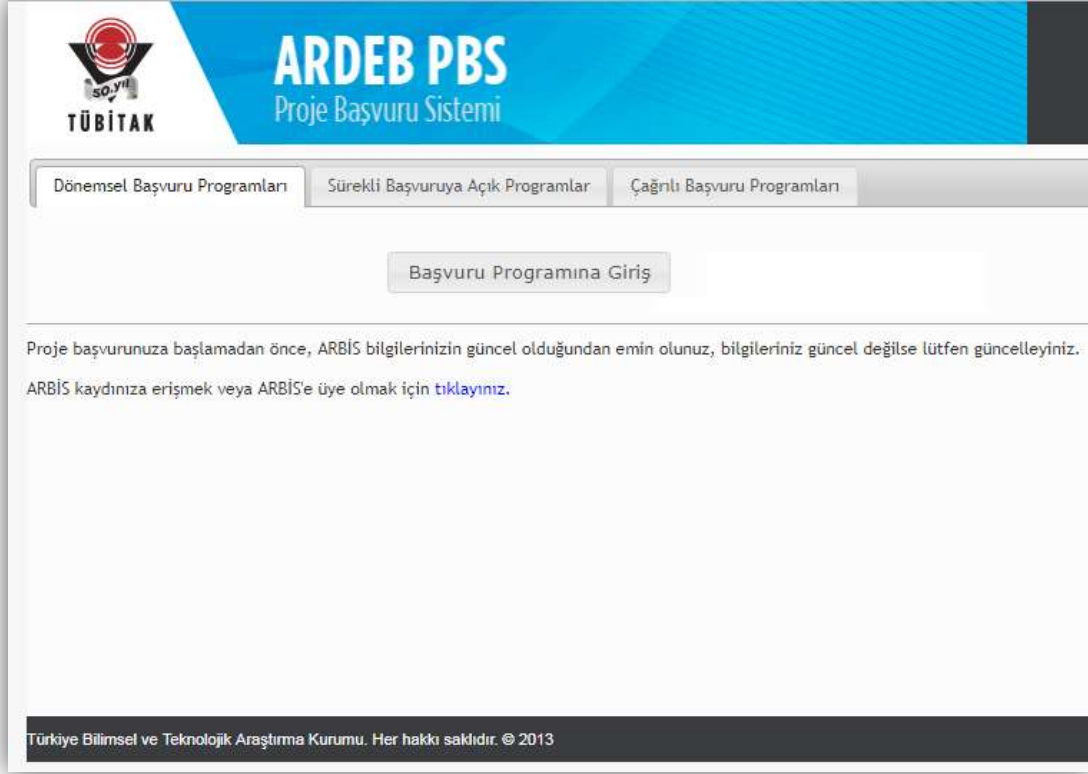 50.yıl
TÜBİTAK
ARDEB PBS
Proje Başvuru Sistemi
Dönemsel Başvuru Programları
Sürekli Başvuruya Açık Programlar
Çağrılı Başvuru Programları
Başvuru Programına Giriş
Proje başvurunuza başlamadan önce, ARBİS bilgilerinizin güncel olduğundan emin olunuz, bilgileriniz güncel değilse lütfen güncelleyiniz.
ARBİS kaydınıza erişmek veya ARBİS'e üye olmak için tıklayınız.
Türkiye Bilimsel ve Teknolojik Araştırma Kurumu. Her hakkı saklıdır. © 2013